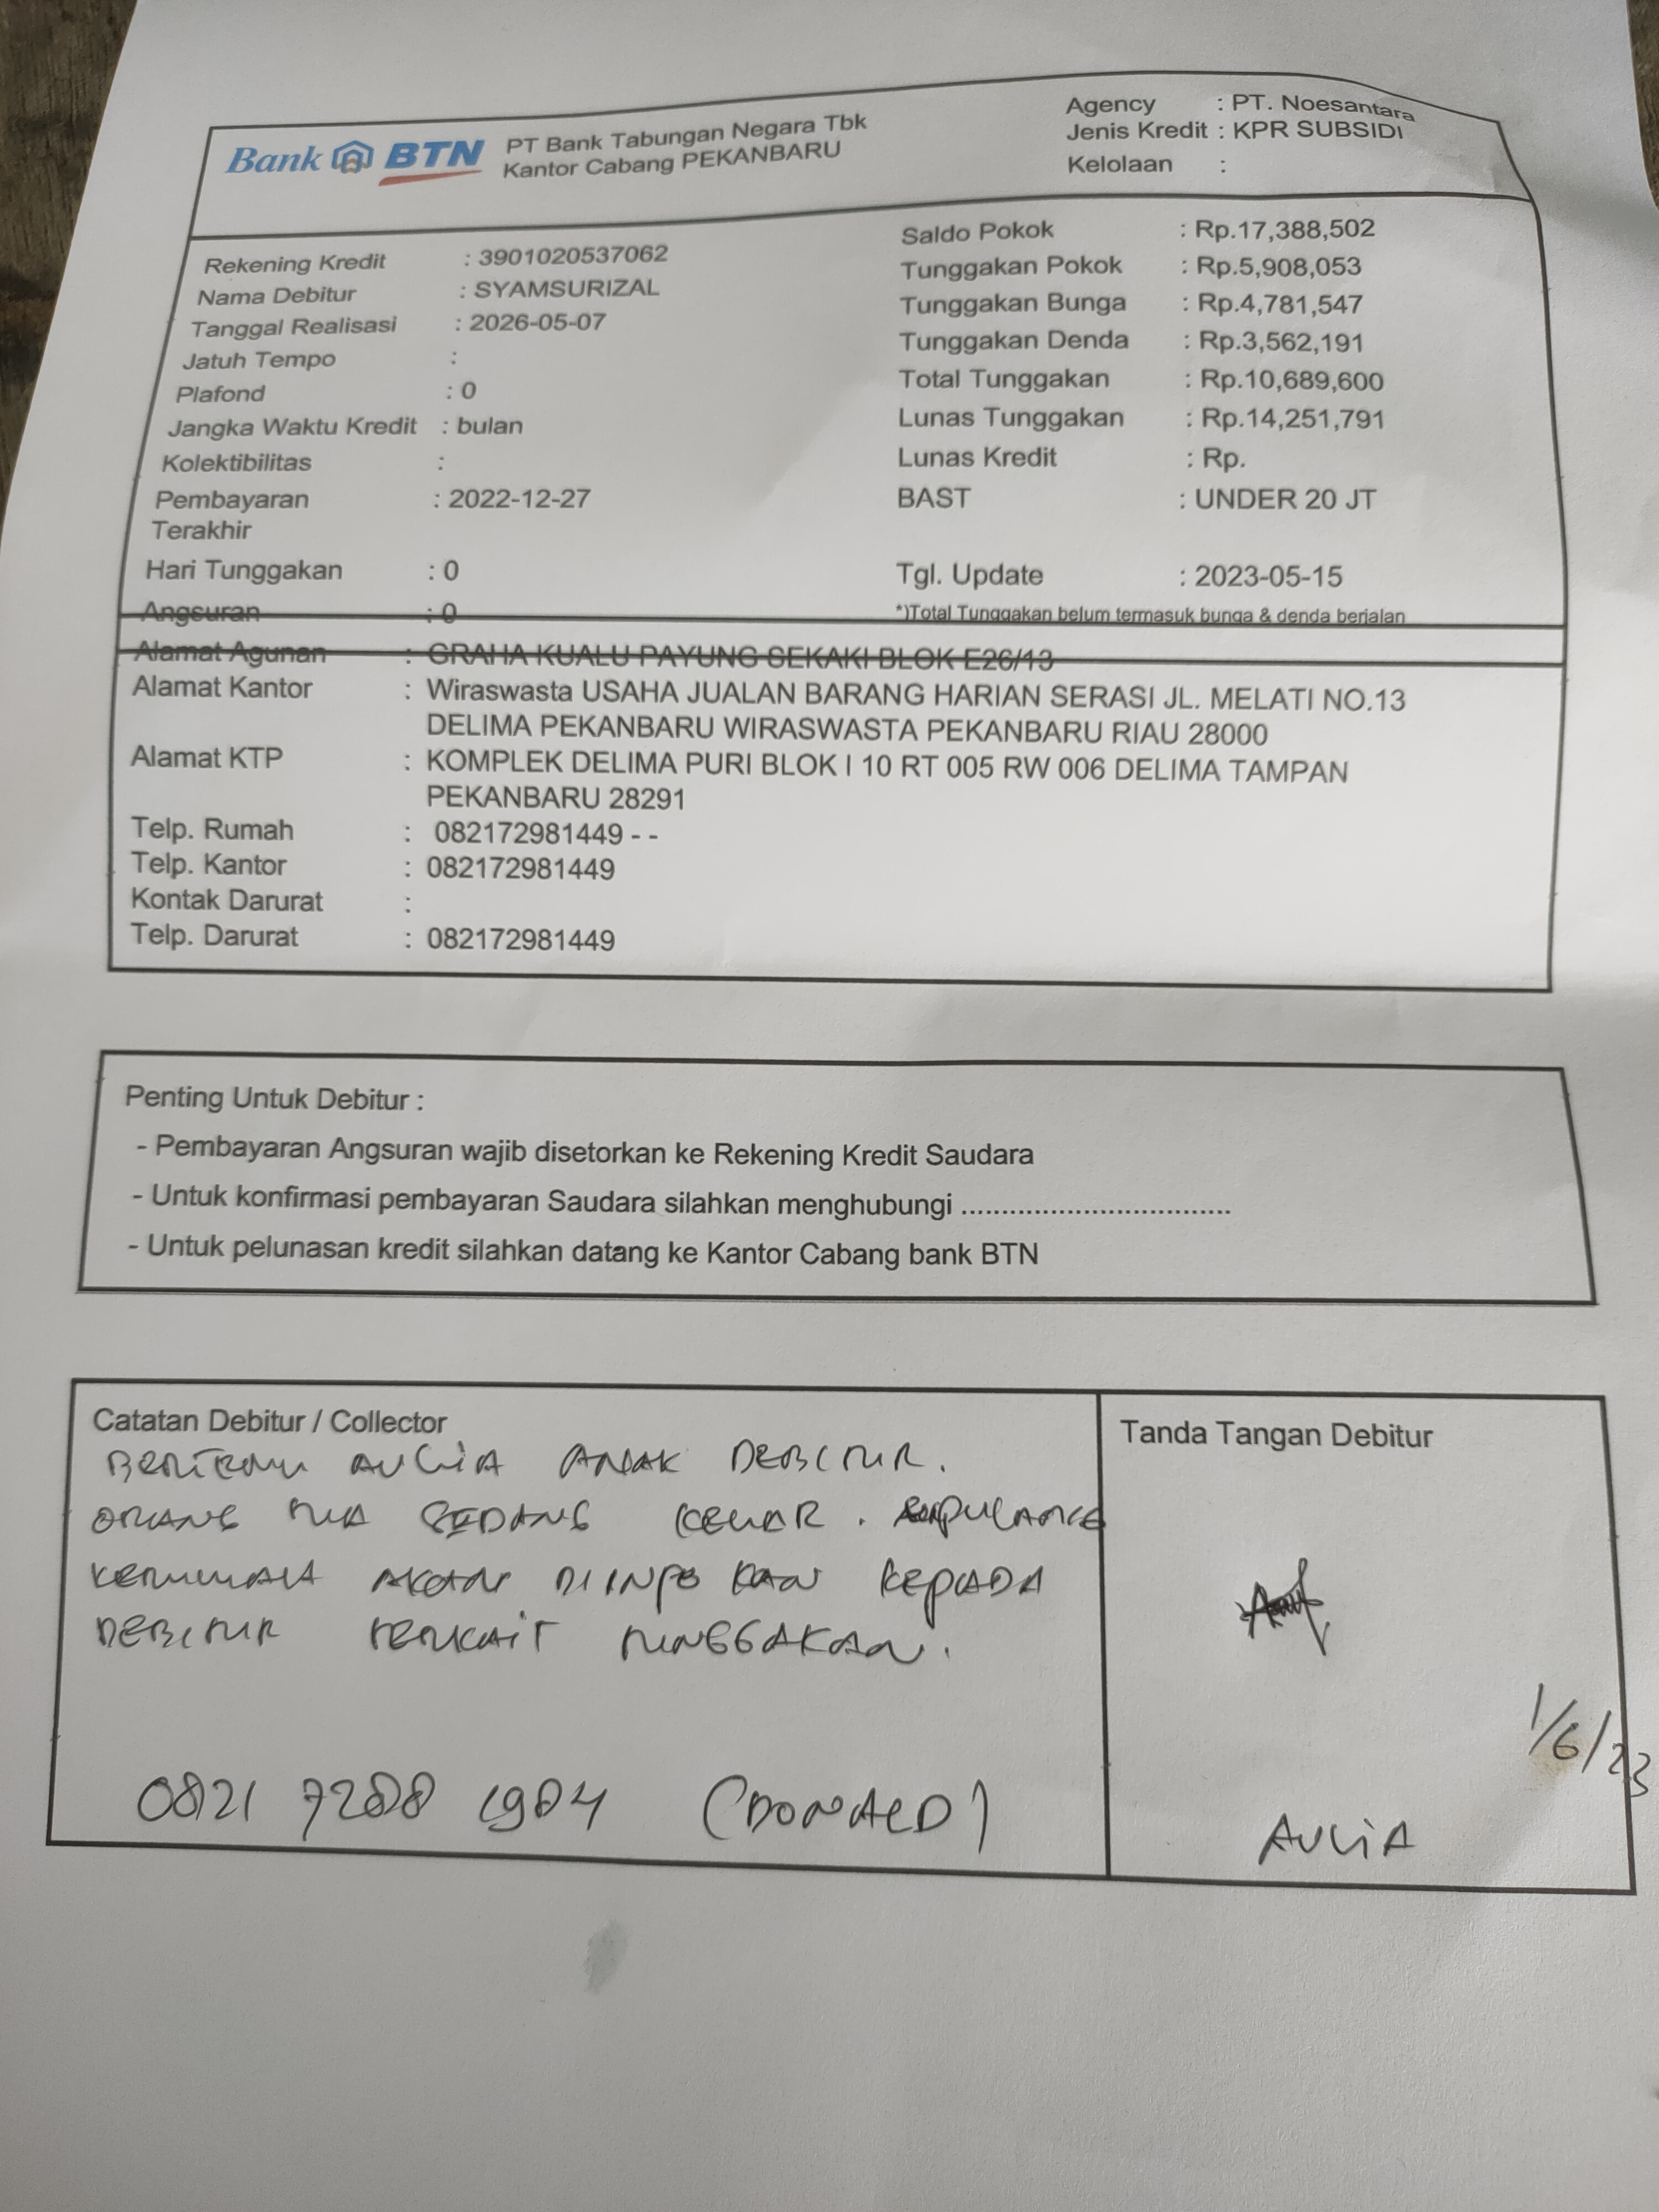 Bank BTN
PT Bank Tabungan Negara Tbk
Kantor Cabang PEKANBARU
Agency : PT. Noesantara
Jenis Kredit : KPR SUBSIDI
Kelolaan :
Rekening Kredit : 3901020537062
Nama Debitur : SYAMSURIZAL
Tanggal Realisasi : 2026-05-07
Jatuh Tempo :
Plafond : 0
Jangka Waktu Kredit : bulan
Kolektibilitas :
Pembayaran : 2022-12-27
Terakhir
Hari Tunggakan : 0
Angsuran : 0
Saldo Pokok : Rp.17,388,502
Tunggakan Pokok : Rp.5,908,053
Tunggakan Bunga : Rp.4,781,547
Tunggakan Denda : Rp.3,562,191
Total Tunggakan : Rp.10,689,600
Lunas Tunggakan : Rp.14,251,791
Lunas Kredit : Rp.
BAST : UNDER 20 JT
Tgl. Update : 2023-05-15
*)Total Tunggakan belum termasuk bunga & denda berjalan
Alamat Agunan : GRAHA KUALU PAYUNG SEKAKI BLOK E26/13
Alamat Kantor : Wiraswasta USAHA JUALAN BARANG HARIAN SERASI JL. MELATI NO.13
DELIMA PEKANBARU WIRASWASTA PEKANBARU RIAU 28000
Alamat KTP : KOMPLEK DELIMA PURI BLOK I 10 RT 005 RW 006 DELIMA TAMPAN
PEKANBARU 28291
Telp. Rumah : 082172981449 - -
Telp. Kantor : 082172981449
Kontak Darurat :
Telp. Darurat : 082172981449
Penting Untuk Debitur :
- Pembayaran Angsuran wajib disetorkan ke Rekening Kredit Saudara
- Untuk konfirmasi pembayaran Saudara silahkan menghubungi .................................
- Untuk pelunasan kredit silahkan datang ke Kantor Cabang bank BTN
Catatan Debitur / Collector
BERTEMU AULIA ANAK DEBITUR.
ORANG TUA SEDANG KELUAR.
AKAN DIINFO KAN KEPADA
DEBITUR TERKAIT TUNGGAKAN.
0821 7288 1904 (DONALD)
Tanda Tangan Debitur
1/6/23
AULIA